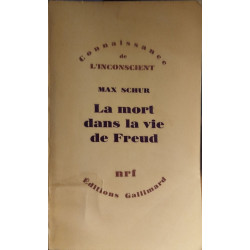 Connaissance
de
L'INCONSCIENT
MAX SCHUR
La mort
dans la vie
de Freud
nrf
Éditions Gallimard